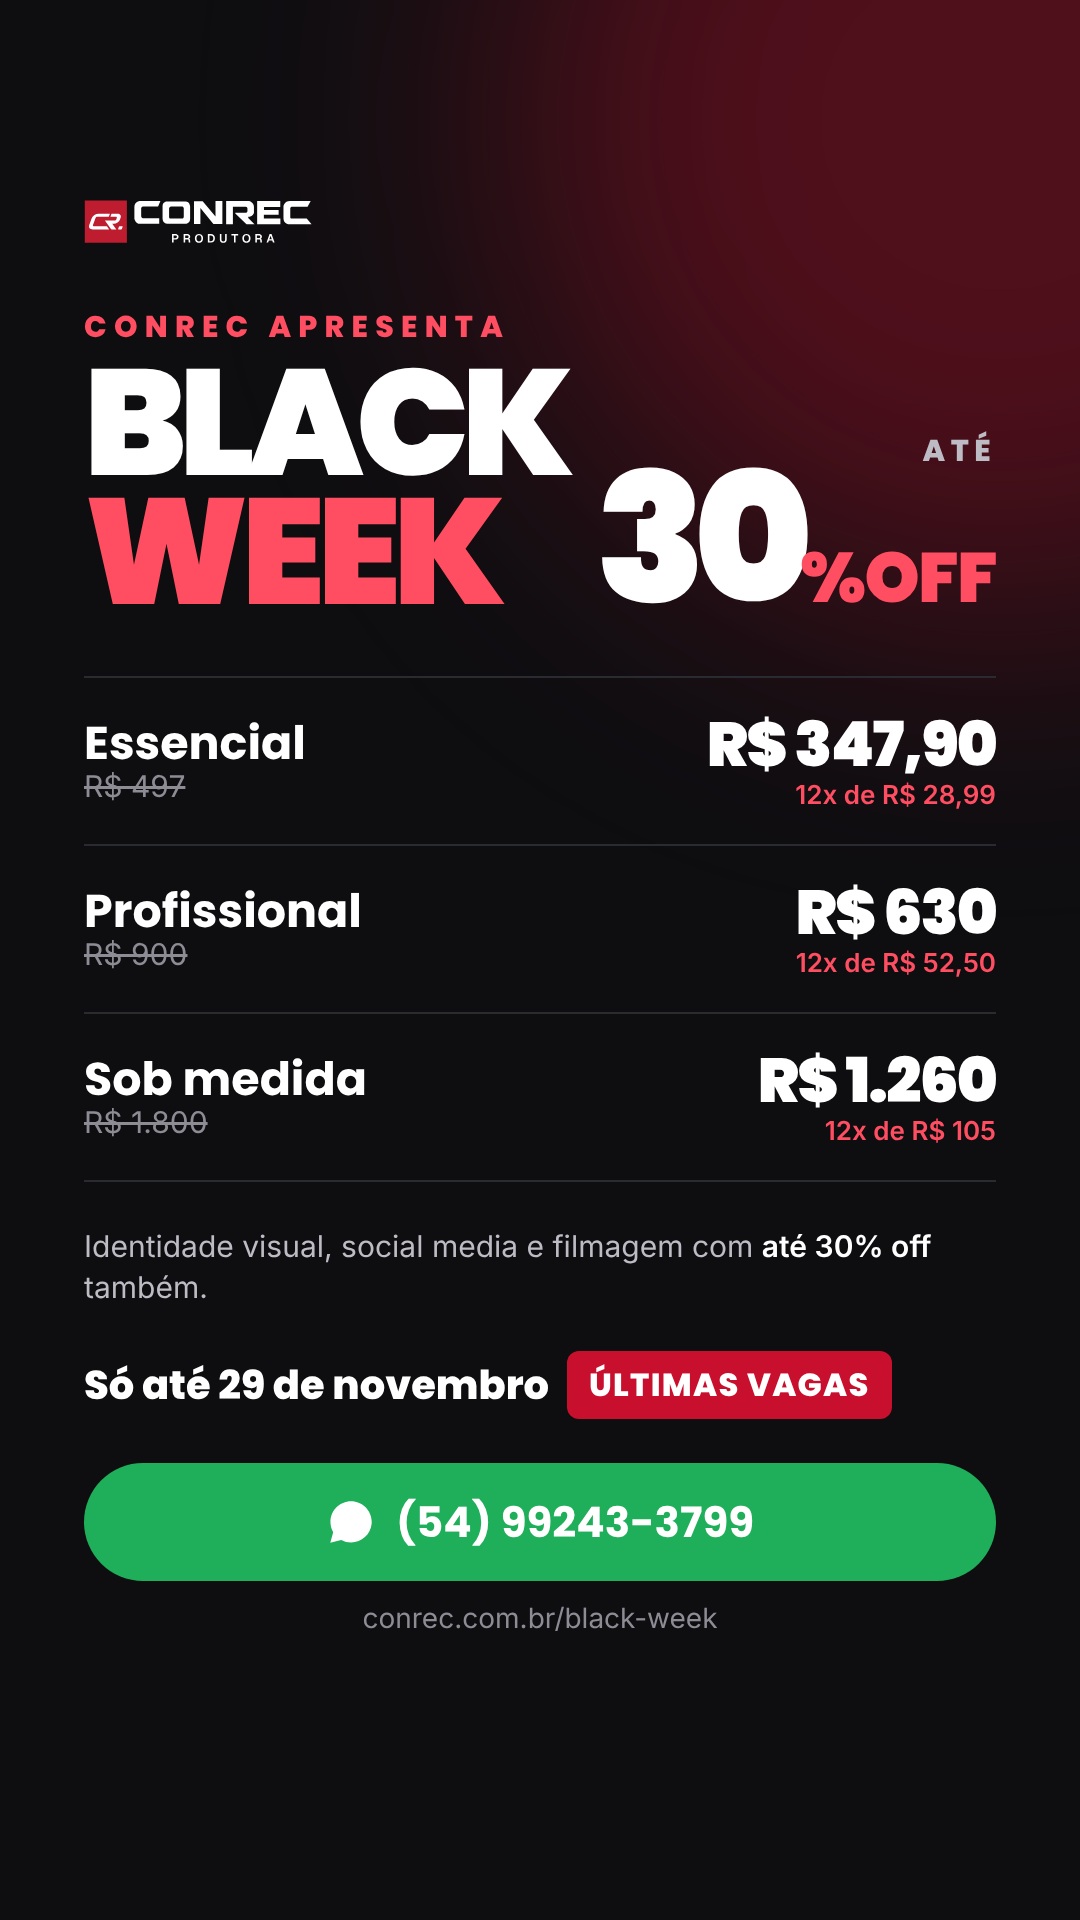 CR.
CONREC
PRODUTORA
CONREC APRESENTA
BLACK
WEEK
ATÉ
30%OFF
Essencial
R$ 497
R$ 347,90
12x de R$ 28,99
Profissional
R$ 900
R$ 630
12x de R$ 52,50
Sob medida
R$ 1.800
R$ 1.260
12x de R$ 105
Identidade visual, social media e filmagem com até 30% off
também.
Só até 29 de novembro
ÚLTIMAS VAGAS
(54) 99243-3799
conrec.com.br/black-week